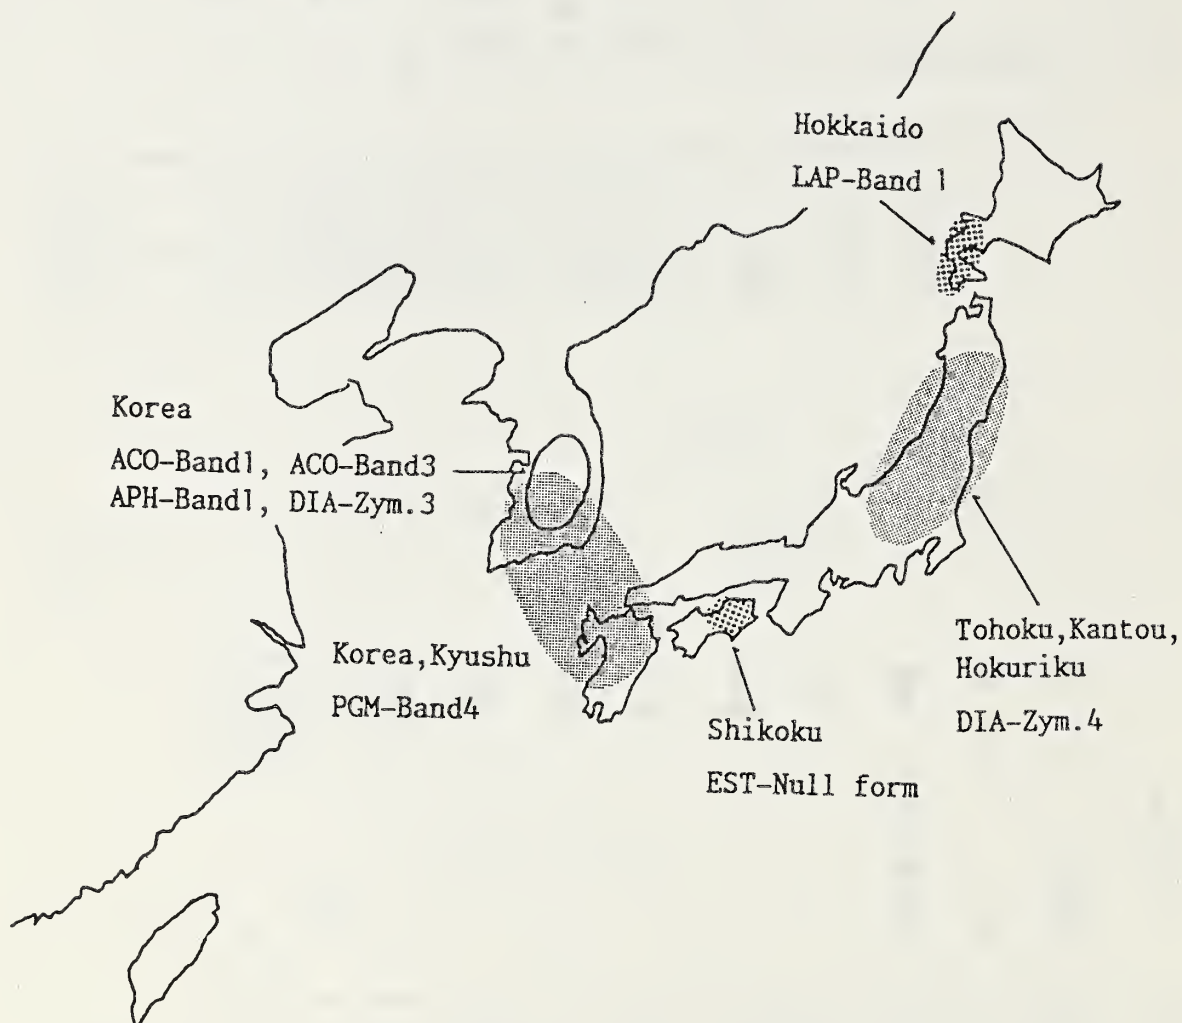 Hokkaido
LAP-Band 1
Korea
ACO-Band1, ACO-Band3
APH-Band1, DIA-Zym.3
Korea,Kyushu
PGM-Band4
Shikoku
EST-Null form
Tohoku,Kantou,
Hokuriku
DIA-Zym.4